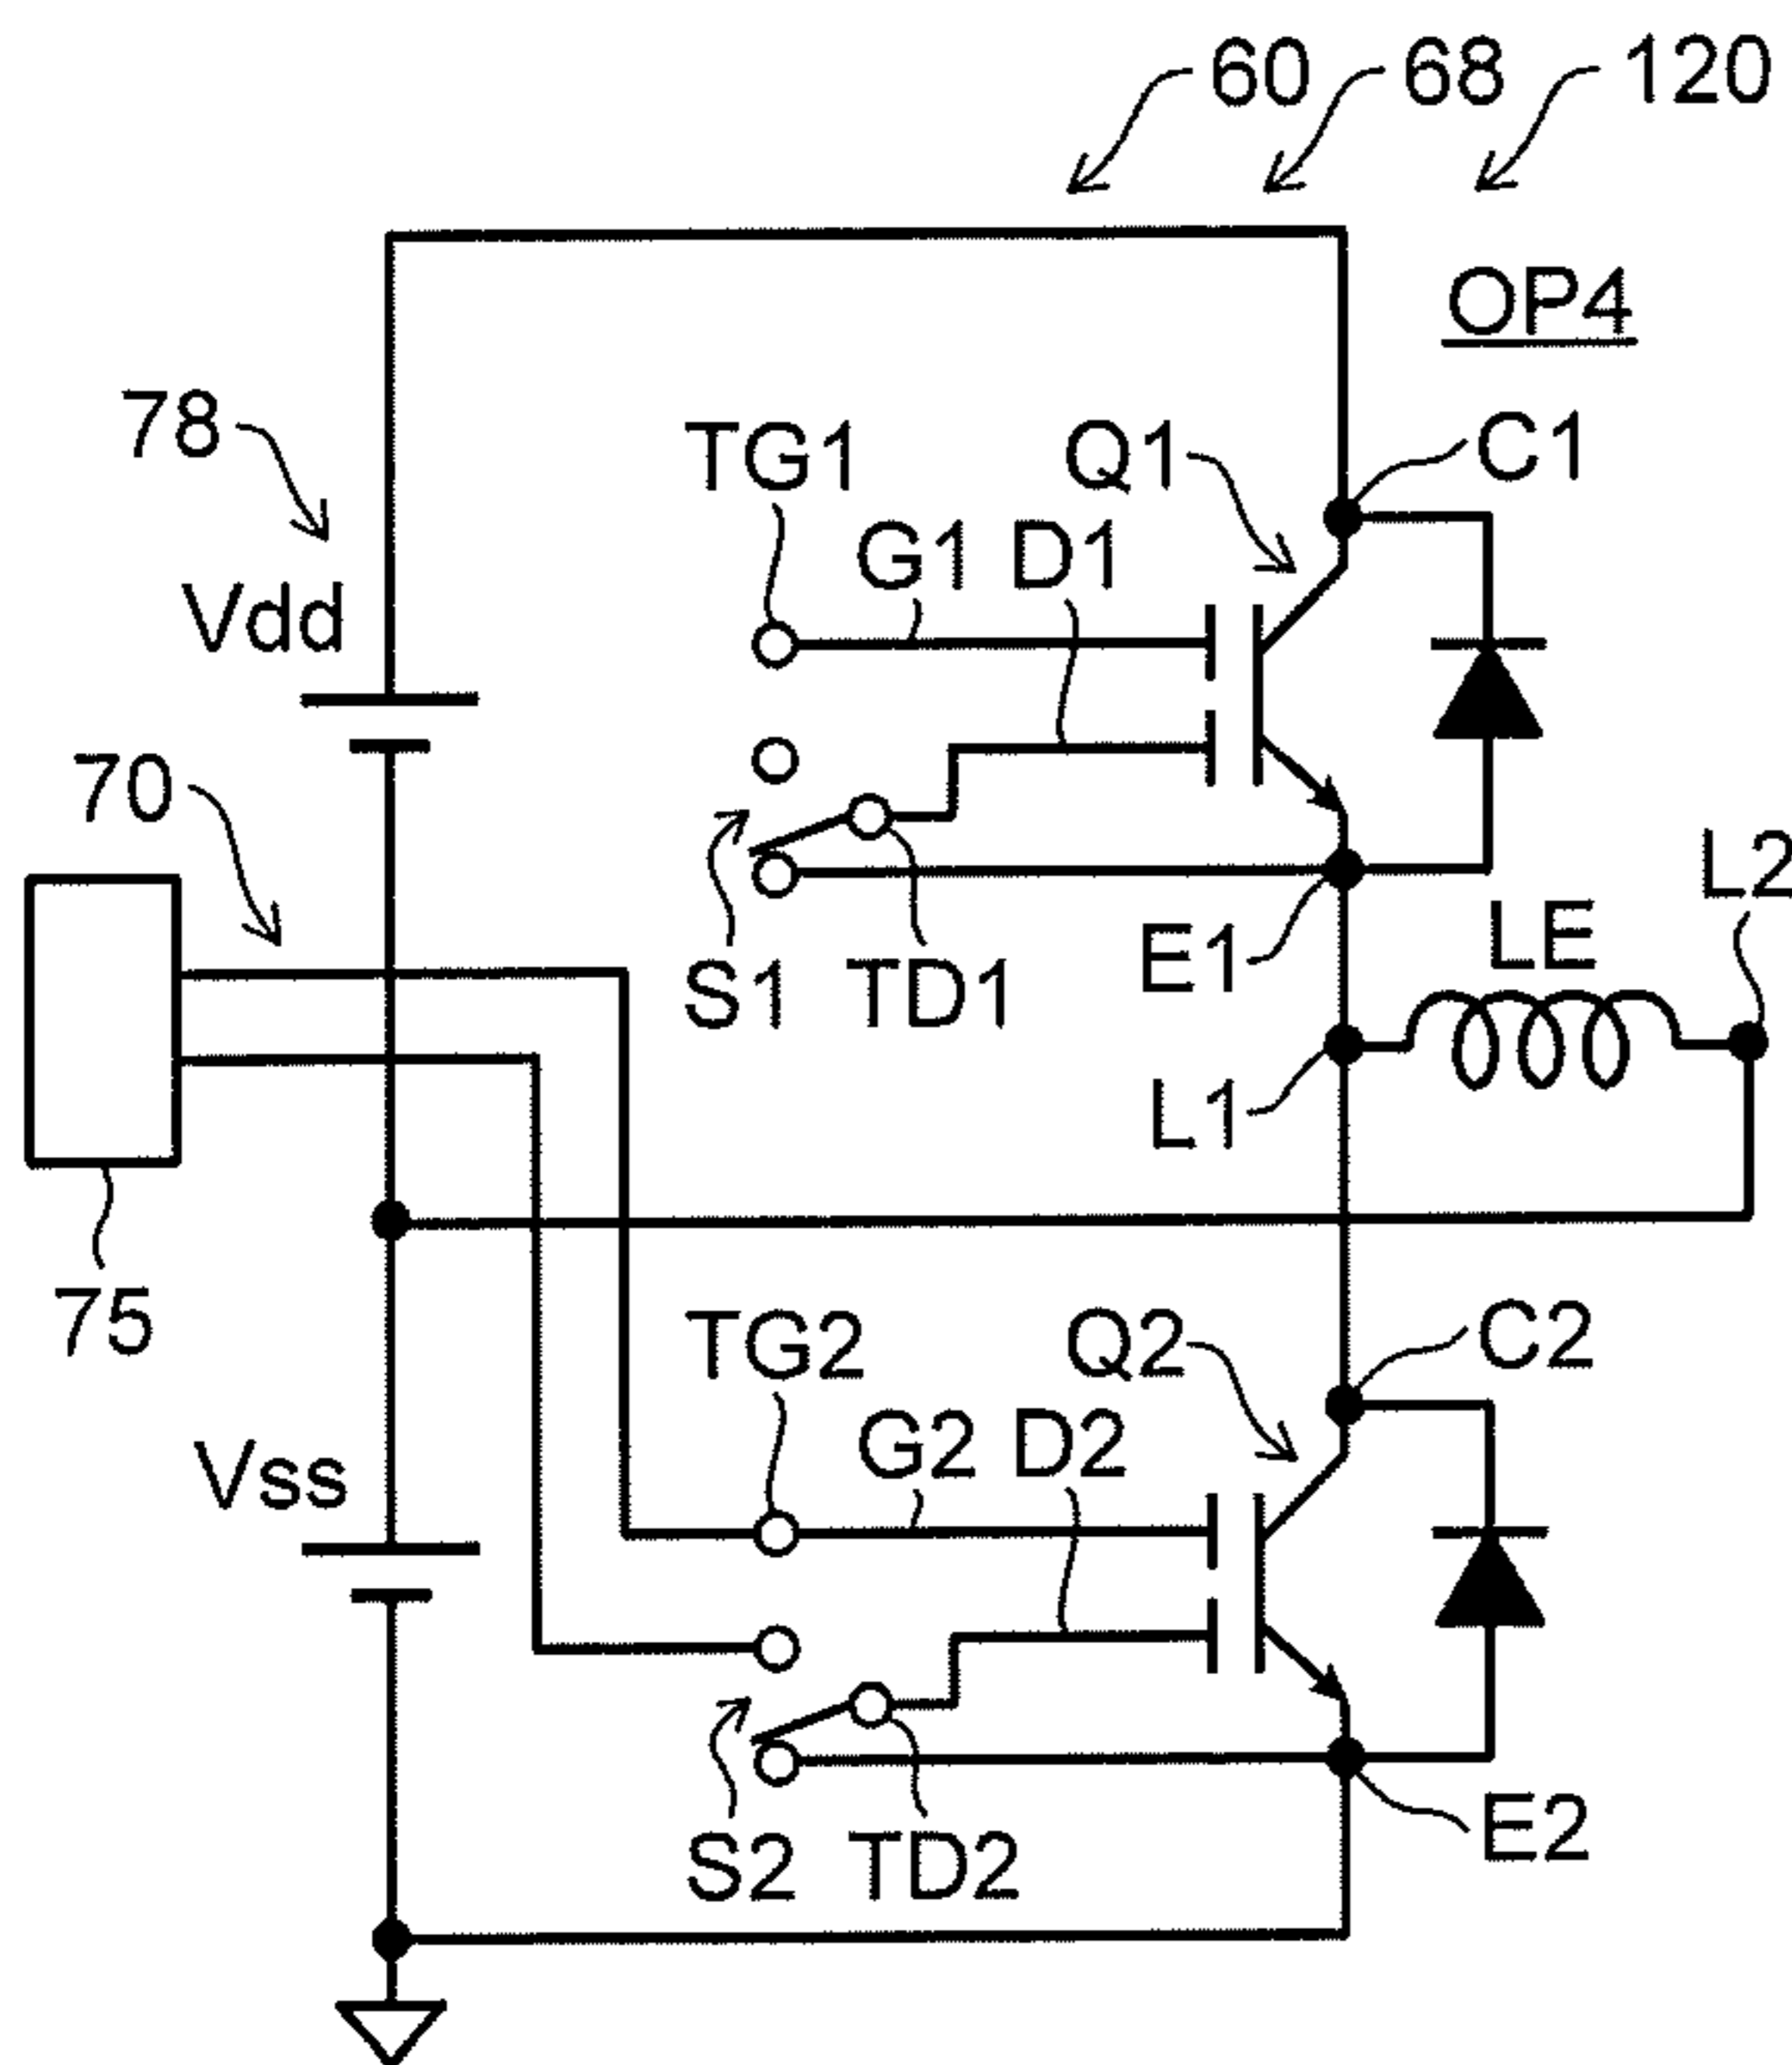 60 68 120
OP4
78
TG1 Q1 C1
G1 D1
Vdd
70
L2
LE
E1
S1 TD1
L1
75
TG2 Q2 C2
G2 D2
Vss
E2
S2 TD2